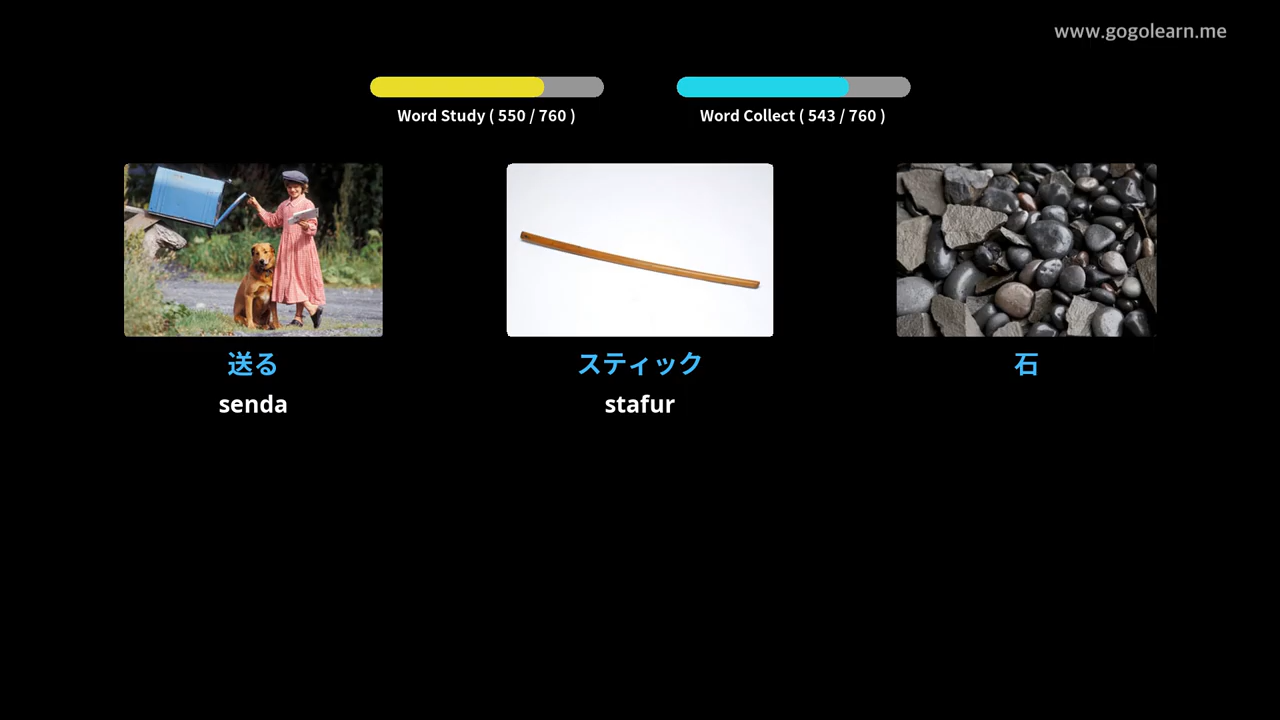 www.gogolearn.me
Word Study ( 550 / 760 )
Word Collect ( 543 / 760 )
送る
スティック
石
senda
stafur